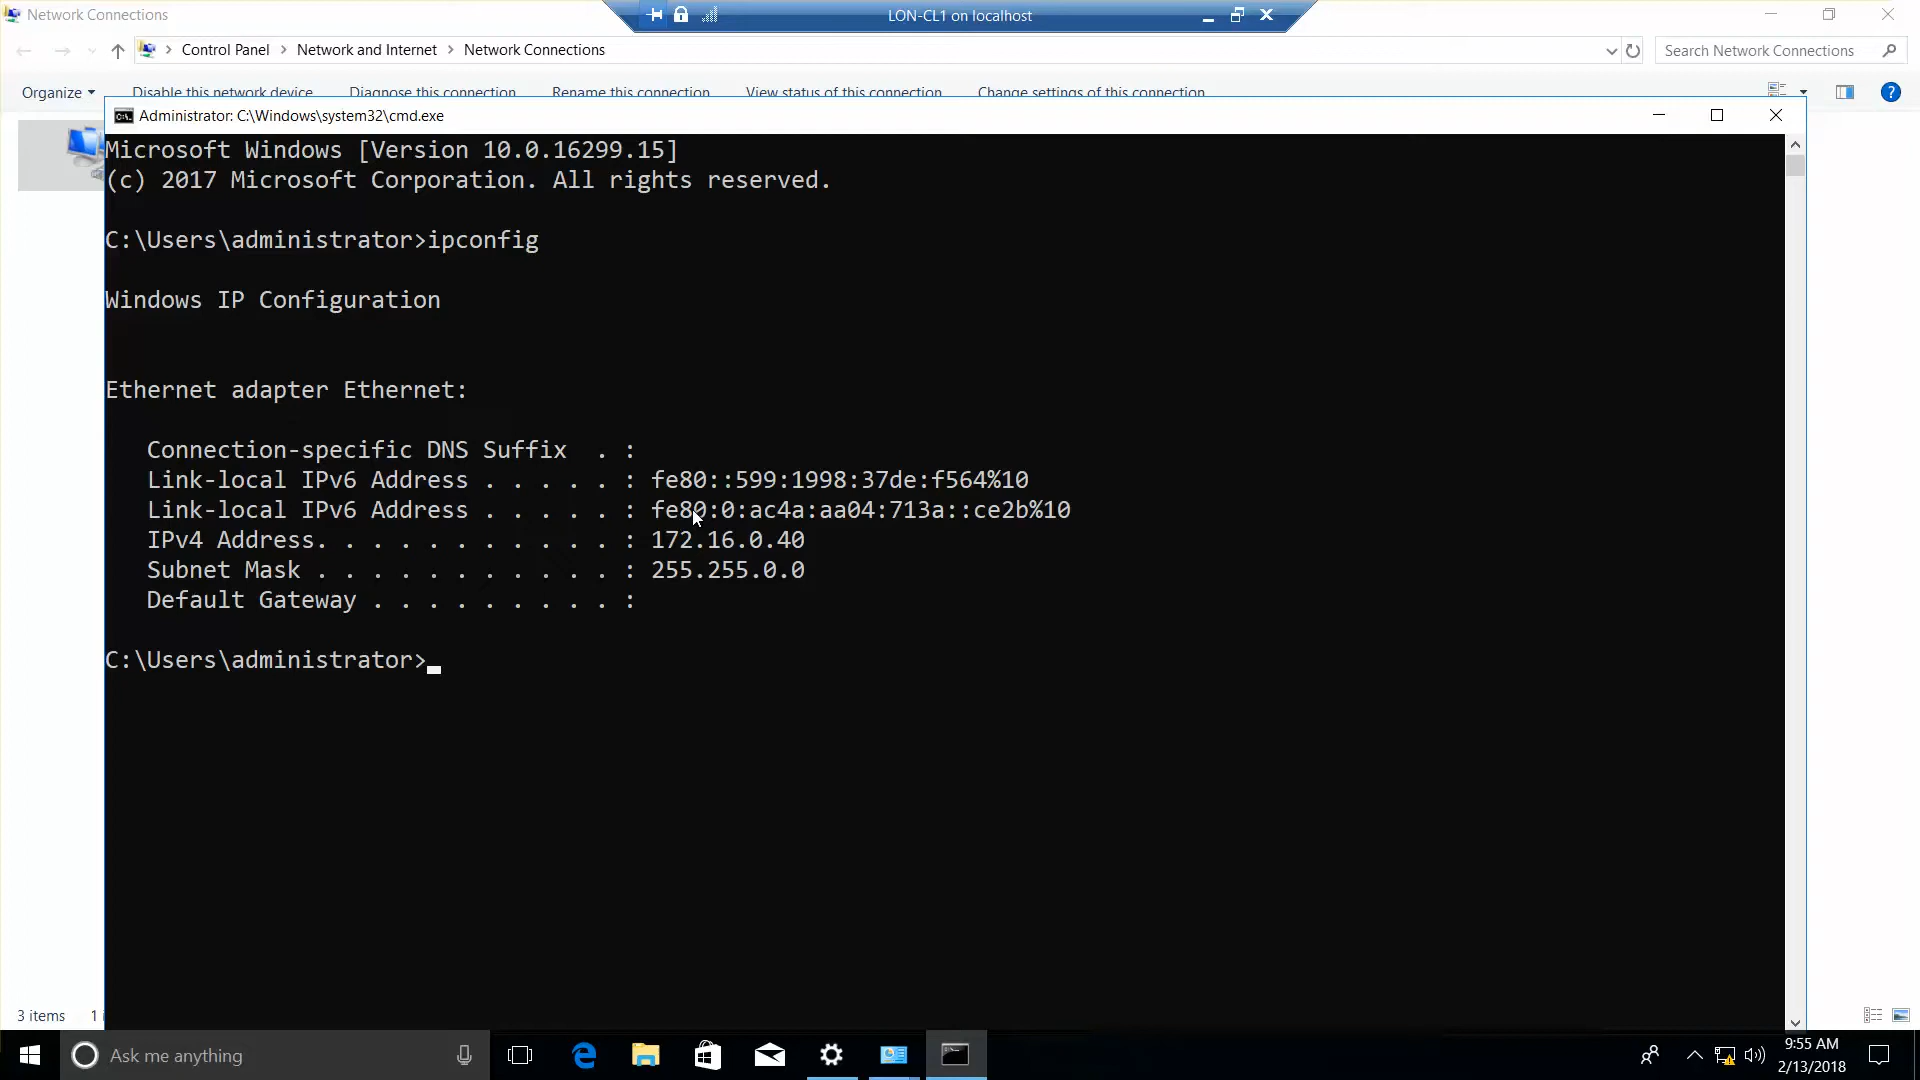 Network Connections
LON-CL1 on localhost
Control Panel > Network and Internet > Network Connections
Search Network Connections
Organize
Disable this network device
Diagnose this connection
Rename this connection
View status of this connection
Change settings of this connection
Administrator: C:\Windows\system32\cmd.exe
Microsoft Windows [Version 10.0.16299.15]
(c) 2017 Microsoft Corporation. All rights reserved.
C:\Users\administrator>ipconfig
Windows IP Configuration
Ethernet adapter Ethernet:
Connection-specific DNS Suffix  . :
Link-local IPv6 Address . . . . . : fe80::599:1998:37de:f564%10
Link-local IPv6 Address . . . . . : fe80:0:ac4a:aa04:713a::ce2b%10
IPv4 Address. . . . . . . . . . . : 172.16.0.40
Subnet Mask . . . . . . . . . . . : 255.255.0.0
Default Gateway . . . . . . . . . :
C:\Users\administrator>
3 items
1
Ask me anything
9:55 AM
2/13/2018